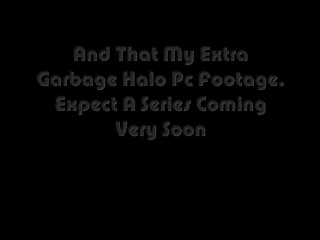 And That My Extra
Garbage Halo Pc Footage.
Expect A Series Coming
Very Soon